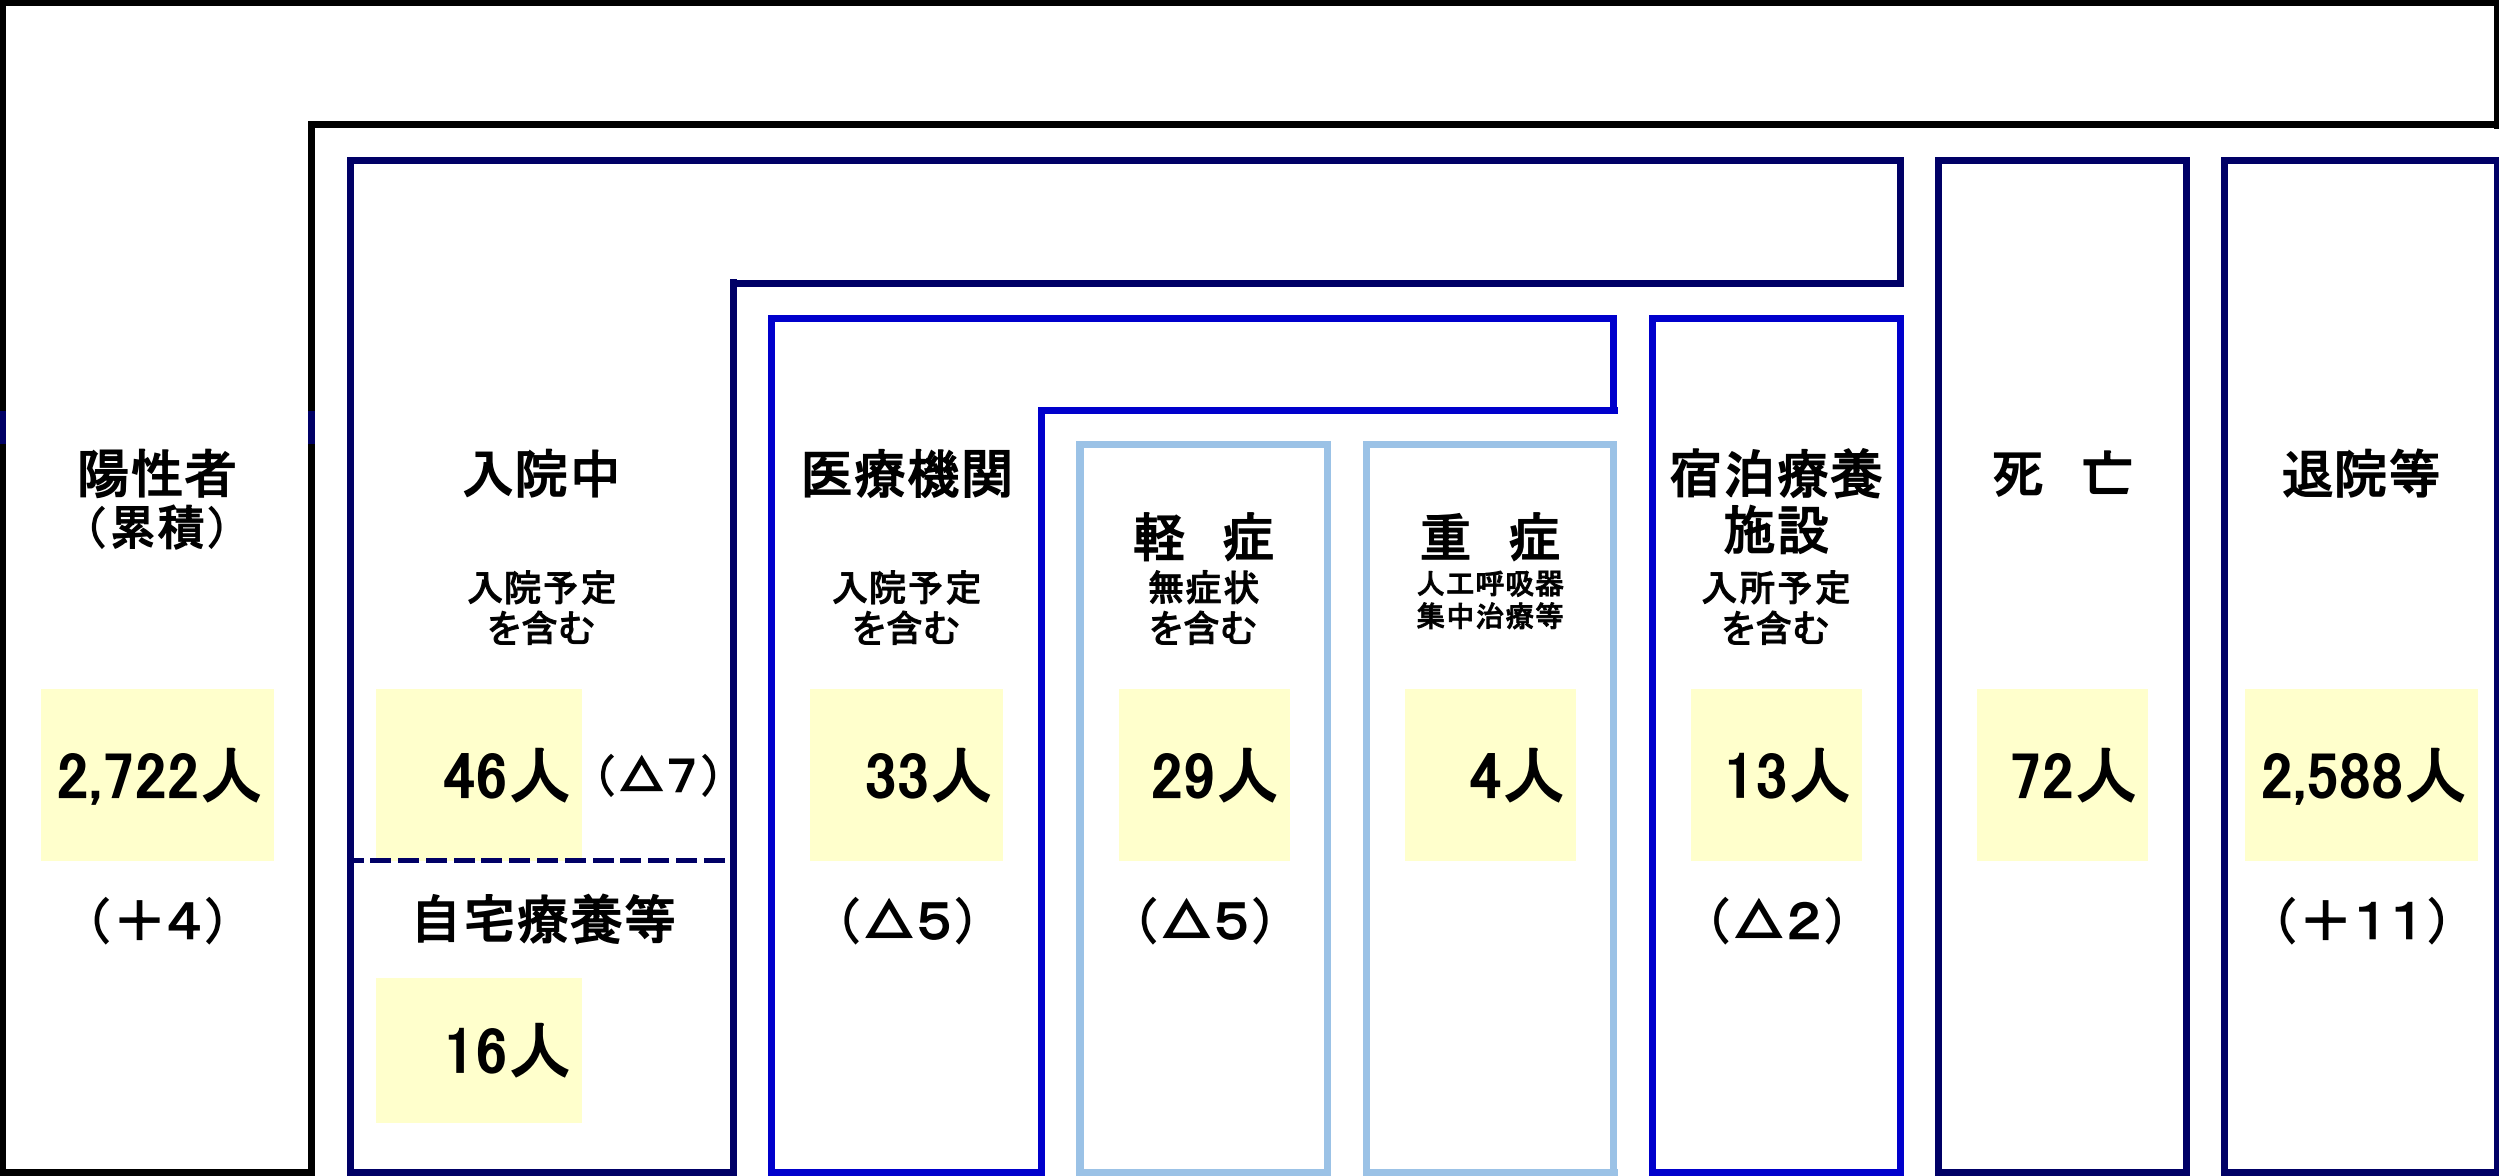 陽性者
（累積）
2,722人
（＋4）
入院中
入院予定
を含む
46人
（△7）
自宅療養等
16人
医療機関
入院予定
を含む
33人
（△5）
軽　症
無症状
を含む
29人
（△5）
重　症
人工呼吸器
集中治療等
4人
宿泊療養
施設
入所予定
を含む
13人
（△2）
死　亡
72人
退院等
2,588人
（＋11）